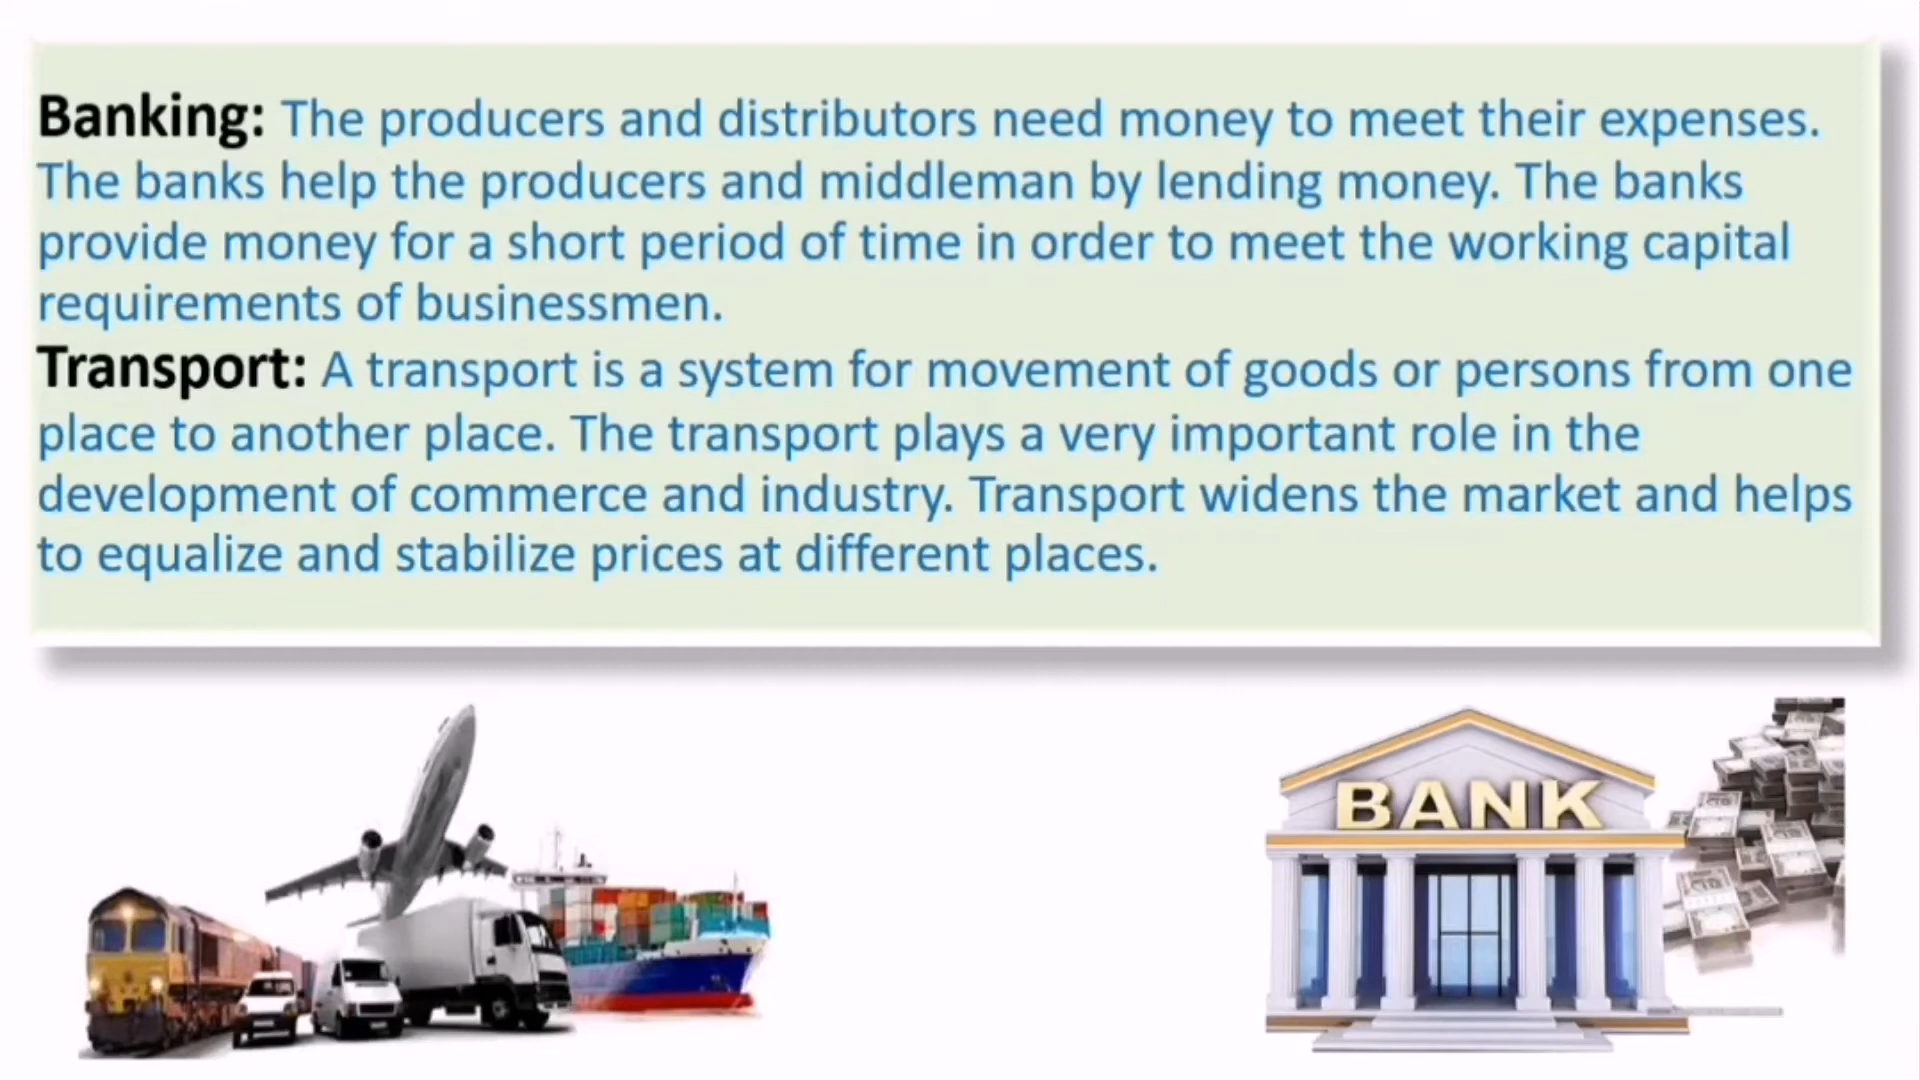 Banking: The producers and distributors need money to meet their expenses.
The banks help the producers and middleman by lending money. The banks
provide money for a short period of time in order to meet the working capital
requirements of businessmen.
Transport: A transport is a system for movement of goods or persons from one
place to another place. The transport plays a very important role in the
development of commerce and industry. Transport widens the market and helps
to equalize and stabilize prices at different places.
BANK